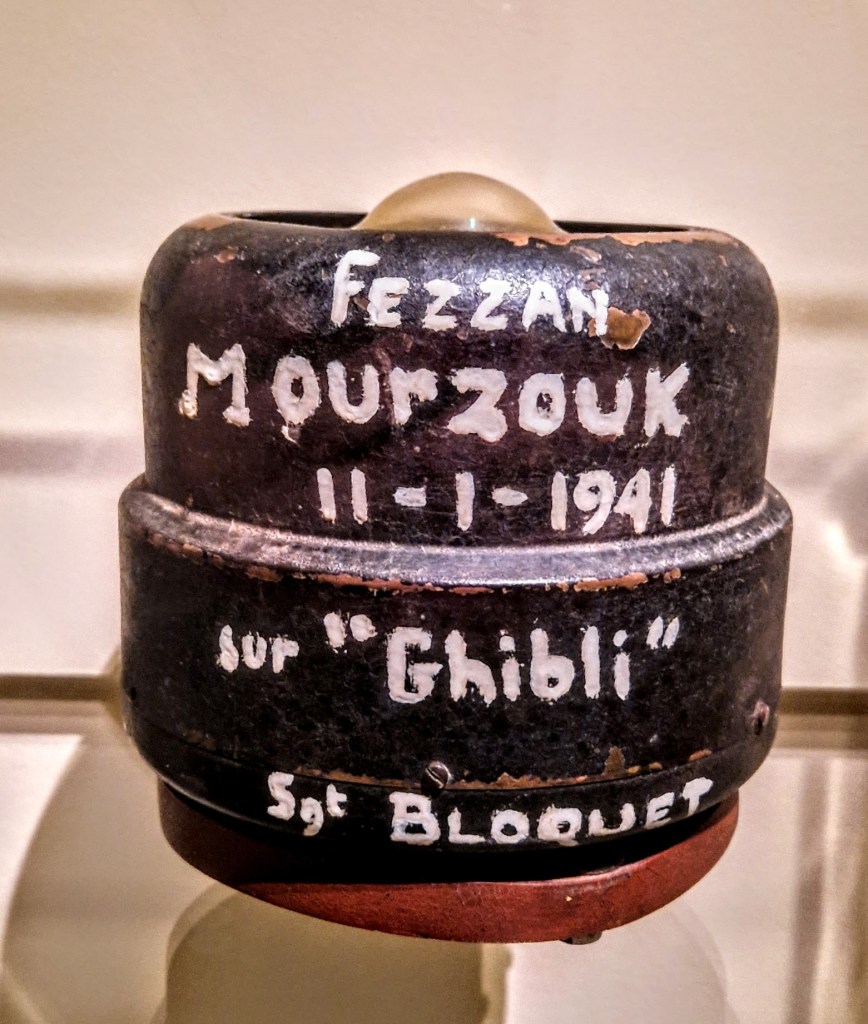 Fezzan
Mourzouk
11-1-1941
sur "Ghibli"
Sgt Bloquet